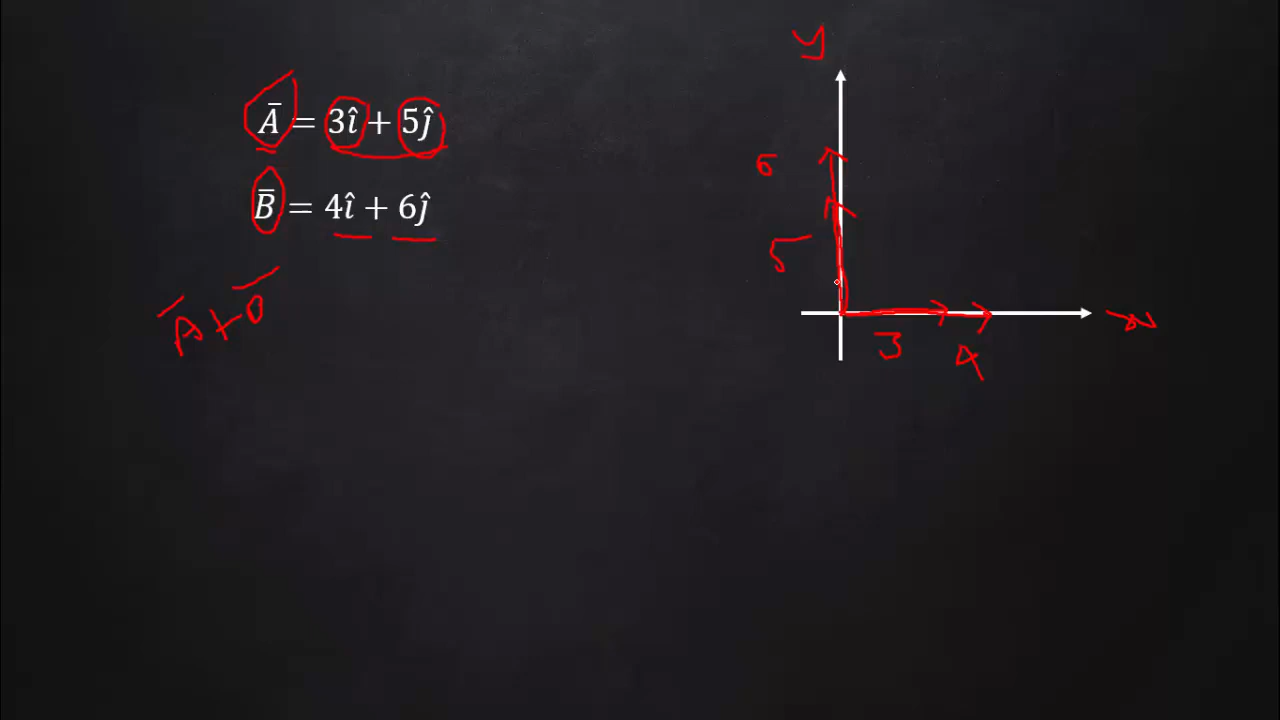 Ā = 3î + 5ĵ
B̄ = 4î + 6ĵ
y
6
5
3
4